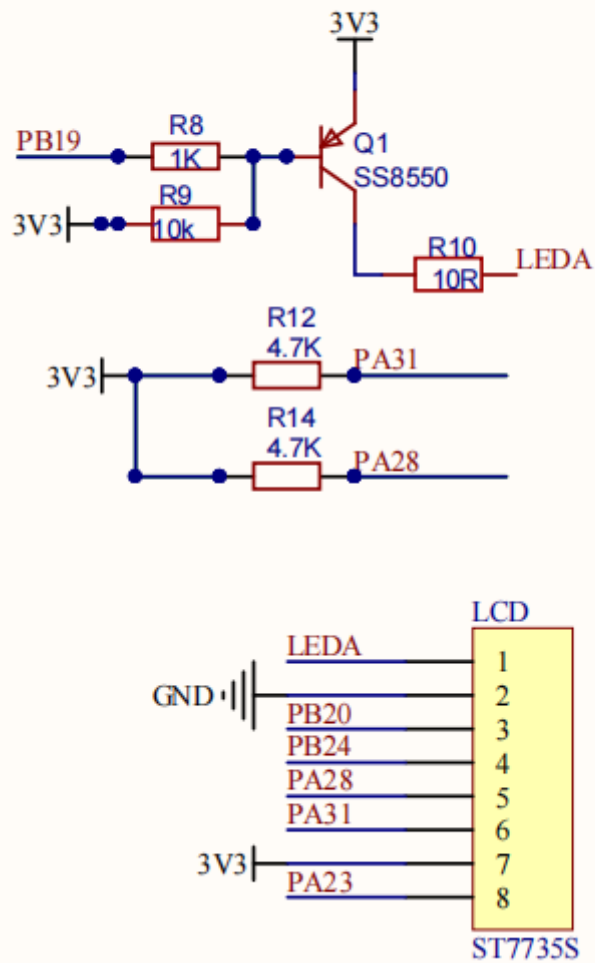 3V3
PB19
R8
1K
Q1
SS8550
R9
3V3
10k
R10
LEDA
10R
R12
3V3
4.7K
PA31
R14
4.7K
PA28
LCD
LEDA
1
GND
2
PB20
3
PB24
4
PA28
5
PA31
6
3V3
7
PA23
8
ST7735S